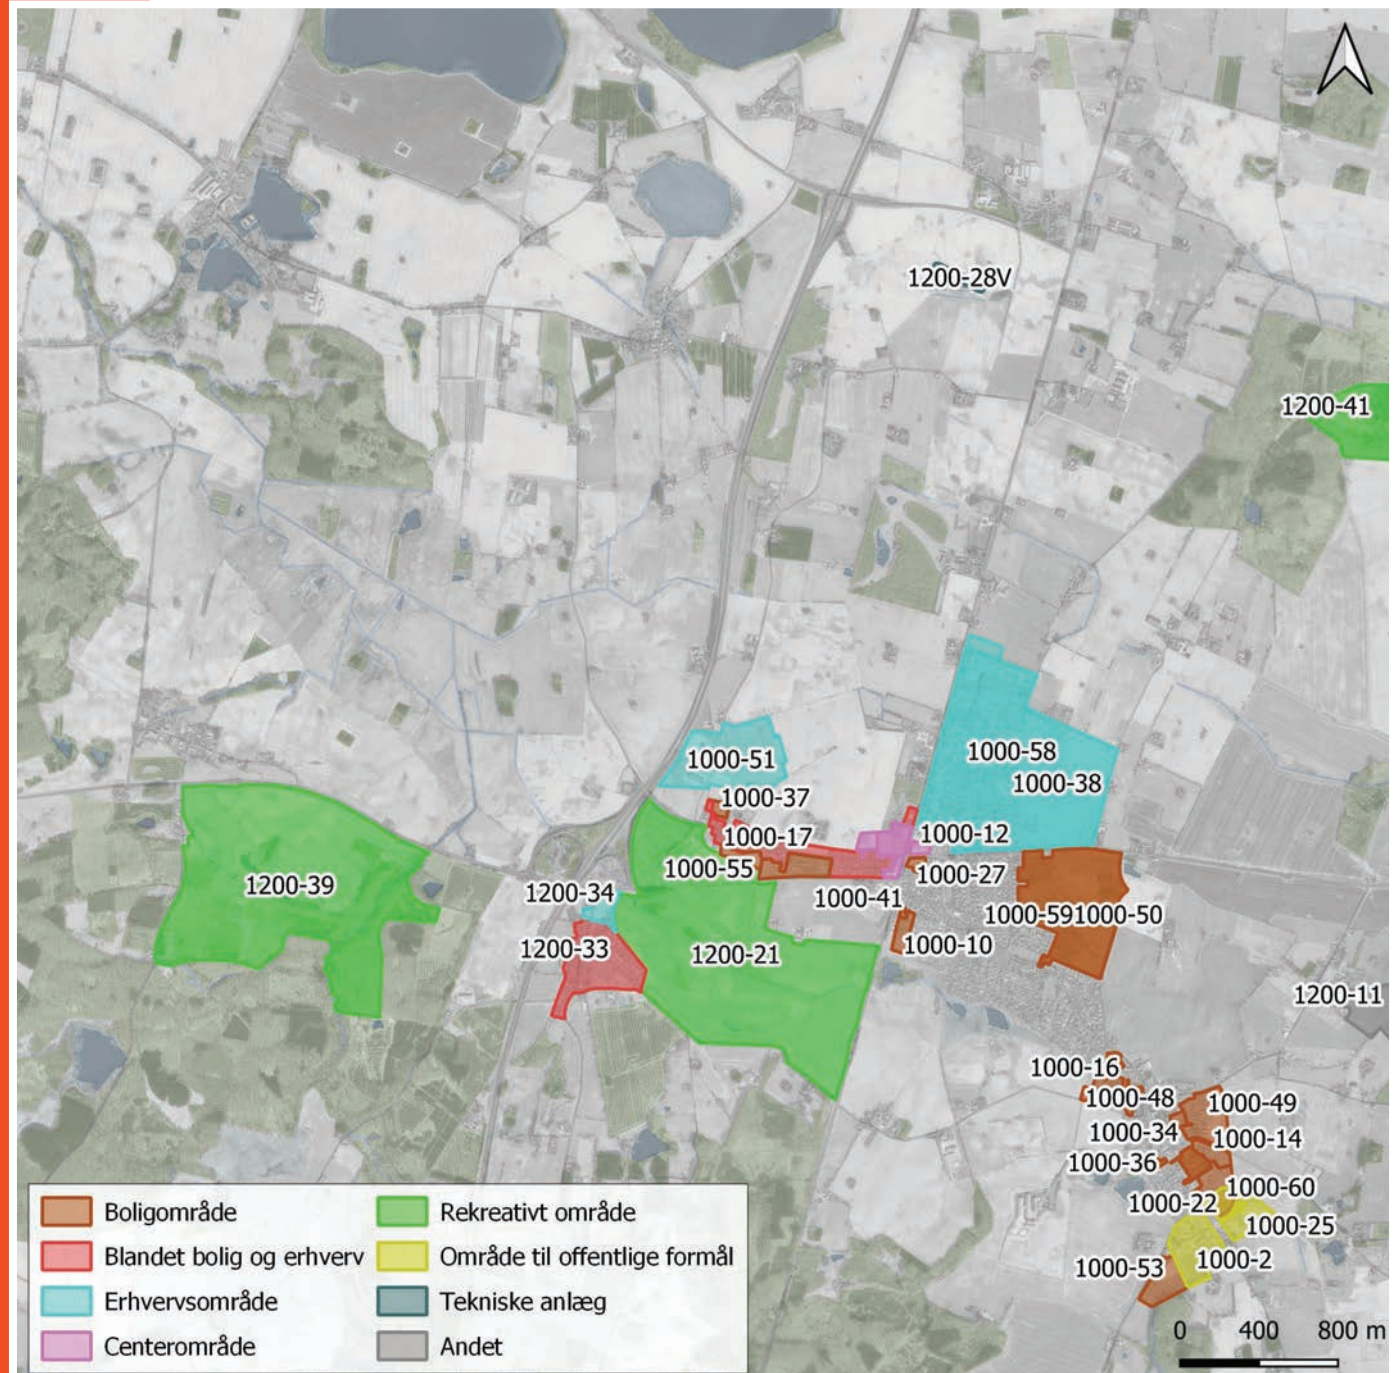 1200-28V
1200-41
1000-58
1000-51
1000-38
1000-37
1000-17
1000-12
1000-55
1000-27
1200-39
1200-34
1000-41
1000-59
1000-50
1000-10
1200-33
1200-21
1200-11
1000-16
1000-48
1000-49
1000-34
1000-14
1000-36
1000-60
1000-22
1000-25
1000-2
1000-53
Boligområde
Blandet bolig og erhverv
Erhvervsområde
Centerområde
Rekreativt område
Område til offentlige formål
Tekniske anlæg
Andet
0 400 800 m